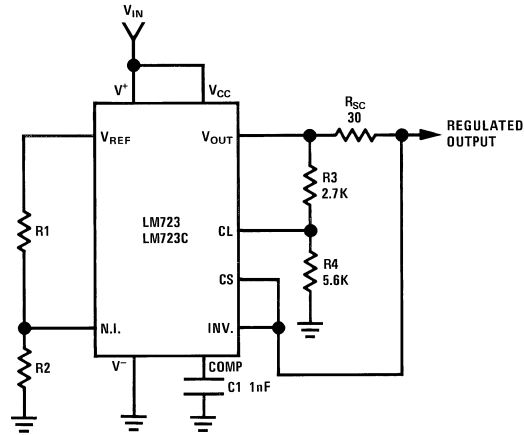 VIN
V+
VCC
VREF
VOUT
RSC
30
REGULATED
OUTPUT
R3
2.7K
R1
LM723
LM723C
CL
R4
5.6K
CS
N.I.
INV.
R2
V−
COMP
C1 1nF